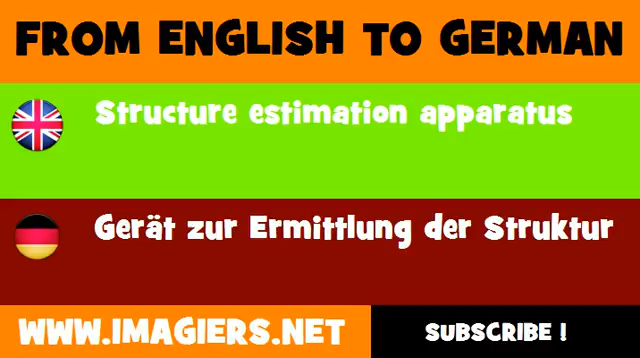 FROM ENGLISH TO GERMAN
Structure estimation apparatus
Gerät zur Ermittlung der Struktur
WWW.IMAGIERS.NET
SUBSCRIBE !